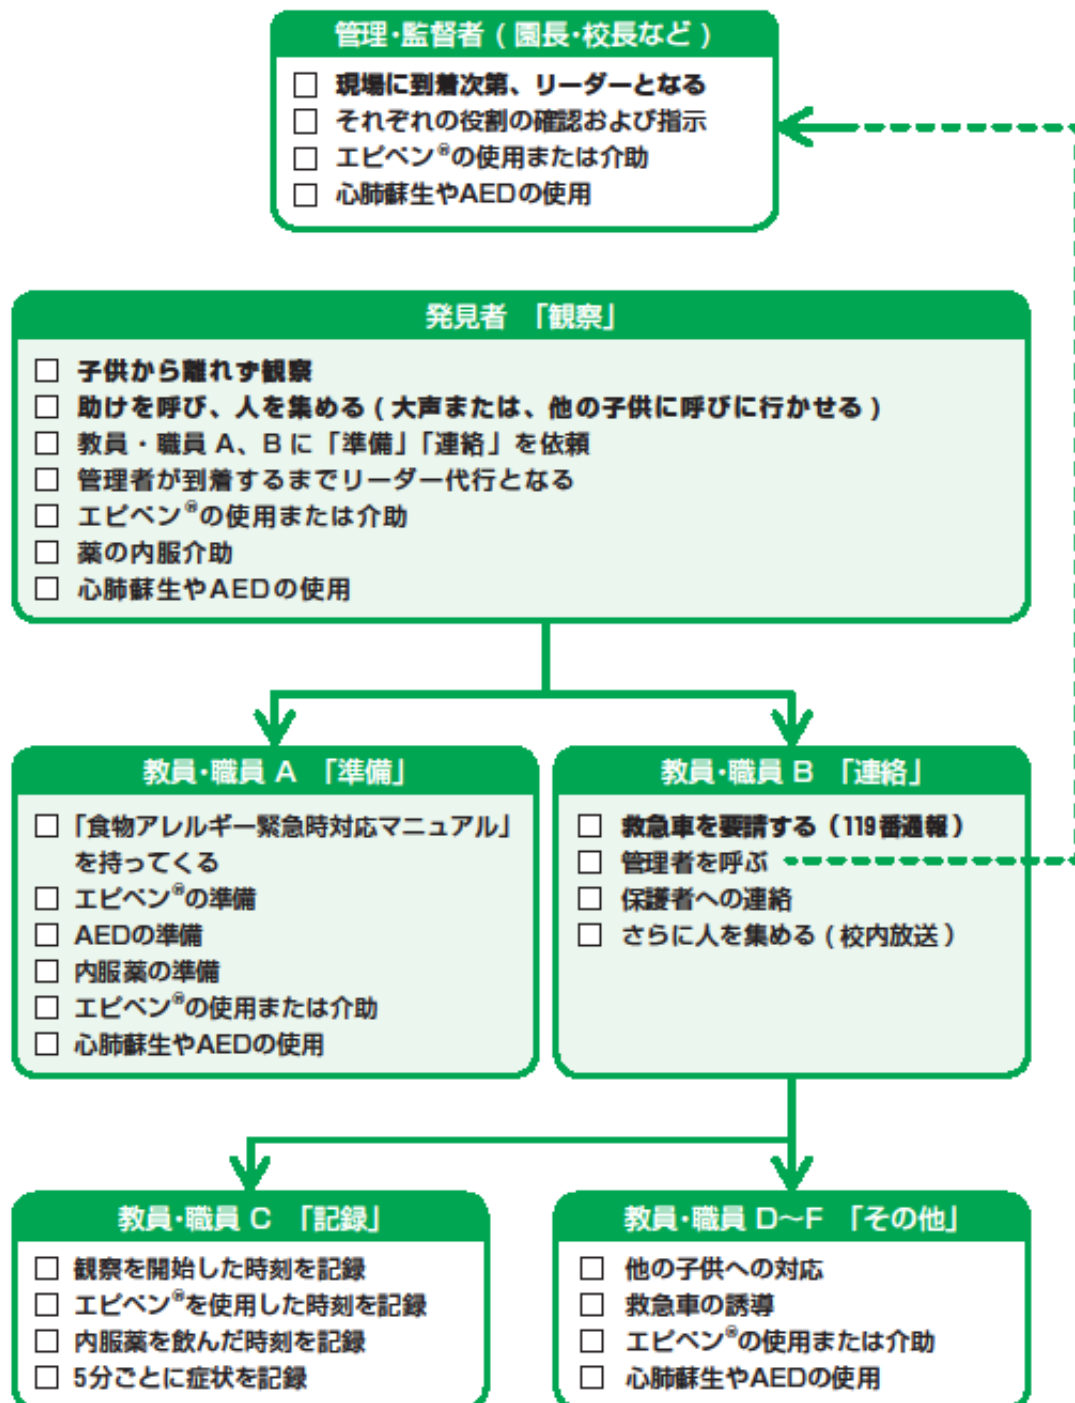 管理・監督者(園長・校長など)
□ 現場に到着次第、リーダーとなる
□ それぞれの役割の確認および指示
□ エピペン®の使用または介助
□ 心肺蘇生やAEDの使用
発見者 「観察」
□ 子供から離れず観察
□ 助けを呼び、人を集める(大声または、他の子供に呼びに行かせる)
□ 教員・職員 A、B に「準備」「連絡」を依頼
□ 管理者が到着するまでリーダー代行となる
□ エピペン®の使用または介助
□ 薬の内服介助
□ 心肺蘇生やAEDの使用
教員・職員 A 「準備」
□ 「食物アレルギー緊急時対応マニュアル」
を持ってくる
□ エピペン®の準備
□ AEDの準備
□ 内服薬の準備
□ エピペン®の使用または介助
□ 心肺蘇生やAEDの使用
教員・職員 B 「連絡」
□ 救急車を要請する(119番通報)
□ 管理者を呼ぶ
□ 保護者への連絡
□ さらに人を集める(校内放送)
教員・職員 C 「記録」
□ 観察を開始した時刻を記録
□ エピペン®を使用した時刻を記録
□ 内服薬を飲んだ時刻を記録
□ 5分ごとに症状を記録
教員・職員 D〜F 「その他」
□ 他の子供への対応
□ 救急車の誘導
□ エピペン®の使用または介助
□ 心肺蘇生やAEDの使用